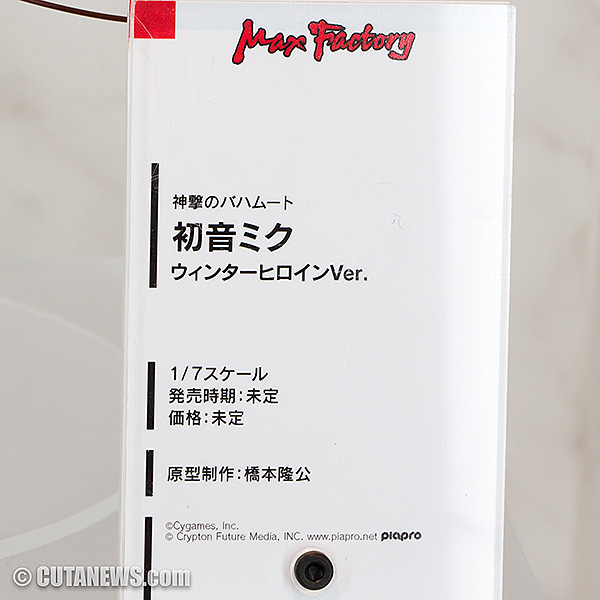 Max Factory
神撃のバハムート
初音ミク
ウィンターヒロインVer.
1/7スケール
発売時期:未定
価格:未定
原型制作:橋本隆公
©Cygames, Inc.
© Crypton Future Media, INC. www.piapro.net piapro
© CUTANEWS.com